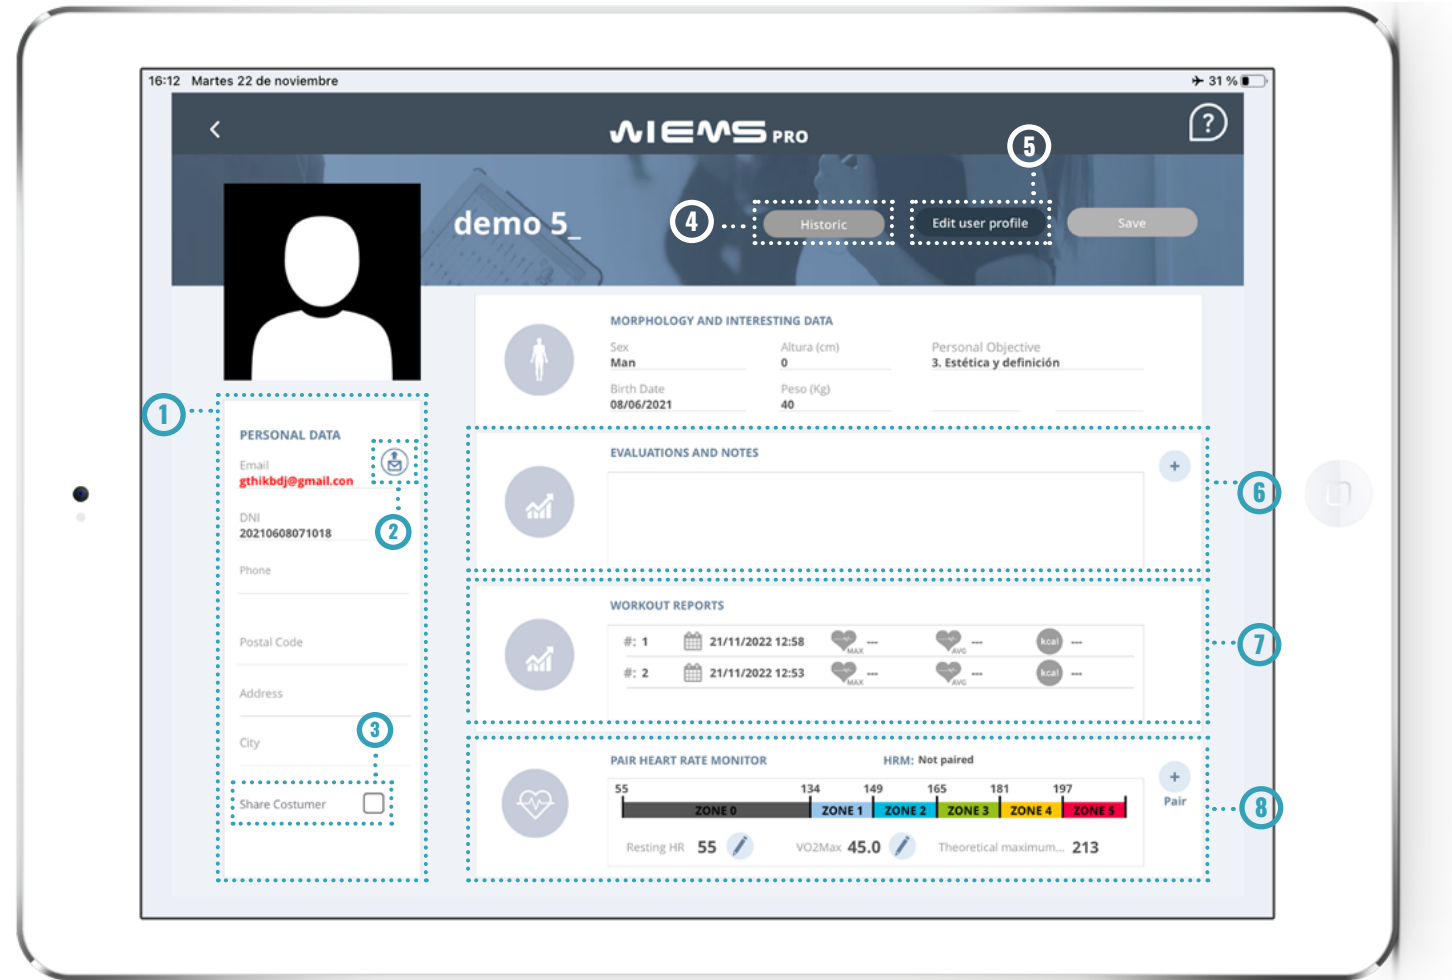 16:12 Martes 22 de noviembre
31 %
WIEMS PRO
?
5
demo 5_
4
Historic
Edit user profile
Save
MORPHOLOGY AND INTERESTING DATA
Sex
Man
Altura (cm)
0
Personal Objective
3. Estética y definición
Birth Date
08/06/2021
Peso (Kg)
40
1
PERSONAL DATA
Email
gthikbdj@gmail.con
2
DNI
20210608071018
Phone
Postal Code
Address
City
3
Share Costumer
EVALUATIONS AND NOTES
+
6
WORKOUT REPORTS
#: 1 21/11/2022 12:58 MAX --- AVG --- kcal ---
#: 2 21/11/2022 12:53 MAX --- AVG --- kcal ---
7
PAIR HEART RATE MONITOR
HRM: Not paired
+
Pair
55 134 149 165 181 197
ZONE 0 ZONE 1 ZONE 2 ZONE 3 ZONE 4 ZONE 5
Resting HR 55 VO2Max 45.0 Theoretical maximum... 213
8